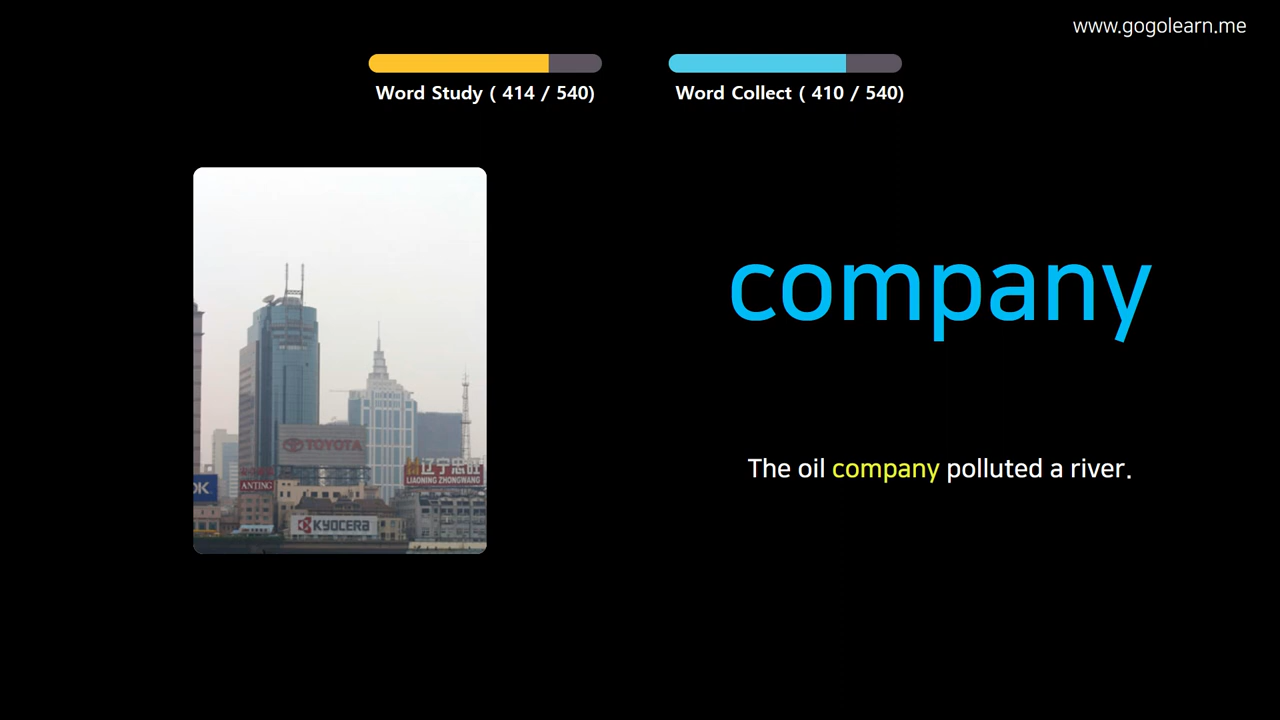 www.gogolearn.me
Word Study ( 414 / 540)
Word Collect ( 410 / 540)
company
TOYOTA
辽宁忠旺
LIAONING ZHONGWANG
OK
ANTING
KYOCERA
The oil company polluted a river.